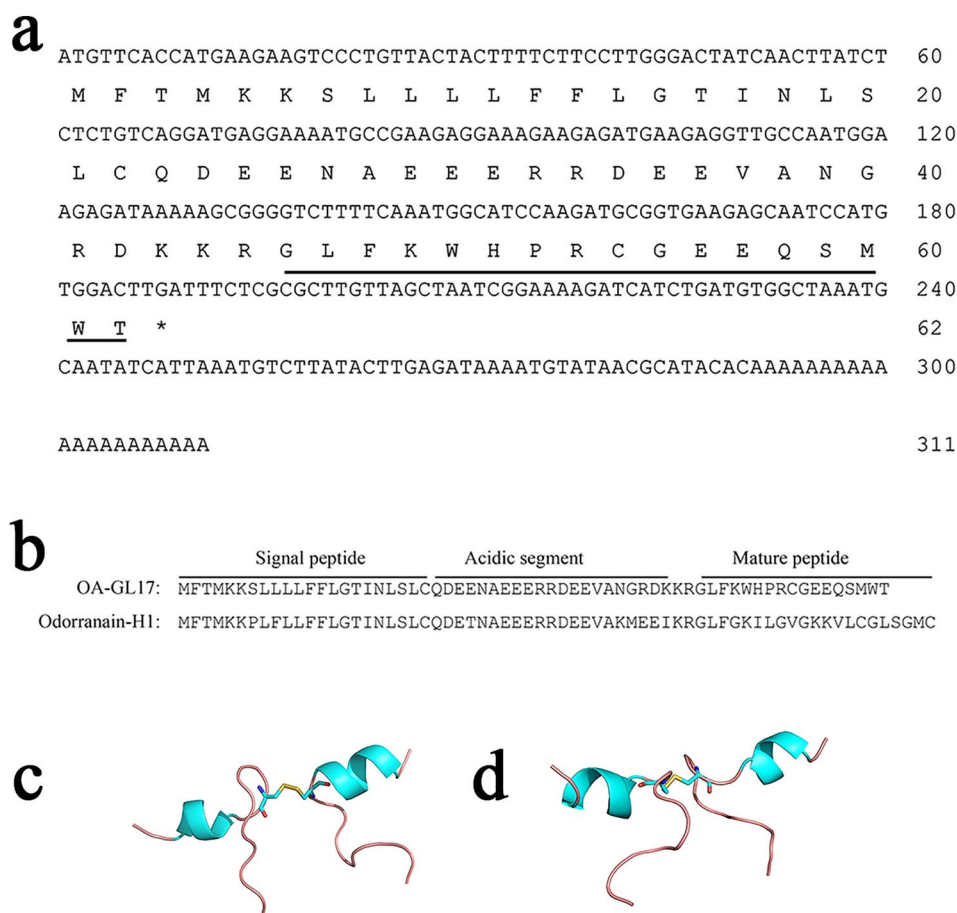 a
ATGTTCACCATGAAGAAGTCCCTGTTACTACTTTTCTTCCTTGGGACTATCAACTTATCT 60
M F T M K K S L L L L F F L G T I N L S 20
CTCTGTCAGGATGAGGAAAATGCCGAAGAGGAAAGAAGAGATGAAGAGGTTGCCAATGGA 120
L C Q D E E N A E E E R R D E E V A N G 40
AGAGATAAAAAGCGGGGTCTTTTCAAATGGCATCCAAGATGCGGTGAAGAGCAATCCATG 180
R D K K R G L F K W H P R C G E E Q S M 60
TGGACTTGATTTCTCGCGCTTGTTAGCTAATCGGAAAAGATCATCTGATGTGGCTAAATG 240
W T * 62
CAATATCATTAAATGTCTTATACTTGAGATAAAATGTATAACGCATACACAAAAAAAAAA 300
AAAAAAAAAAA 311
b
Signal peptide Acidic segment Mature peptide
OA-GL17: MFTMKKSLLLLFFLGTINLSLCQDEENAEEERRDEEVANGRDKKRGLFKWHPRCGEEQSMWT
Odorranain-H1: MFTMKKPLFLLFFLGTINLSLCQDETNAEEERRDEEVAKMEEIKRGLFGKILGVGKKVLCGLSGMC
c d